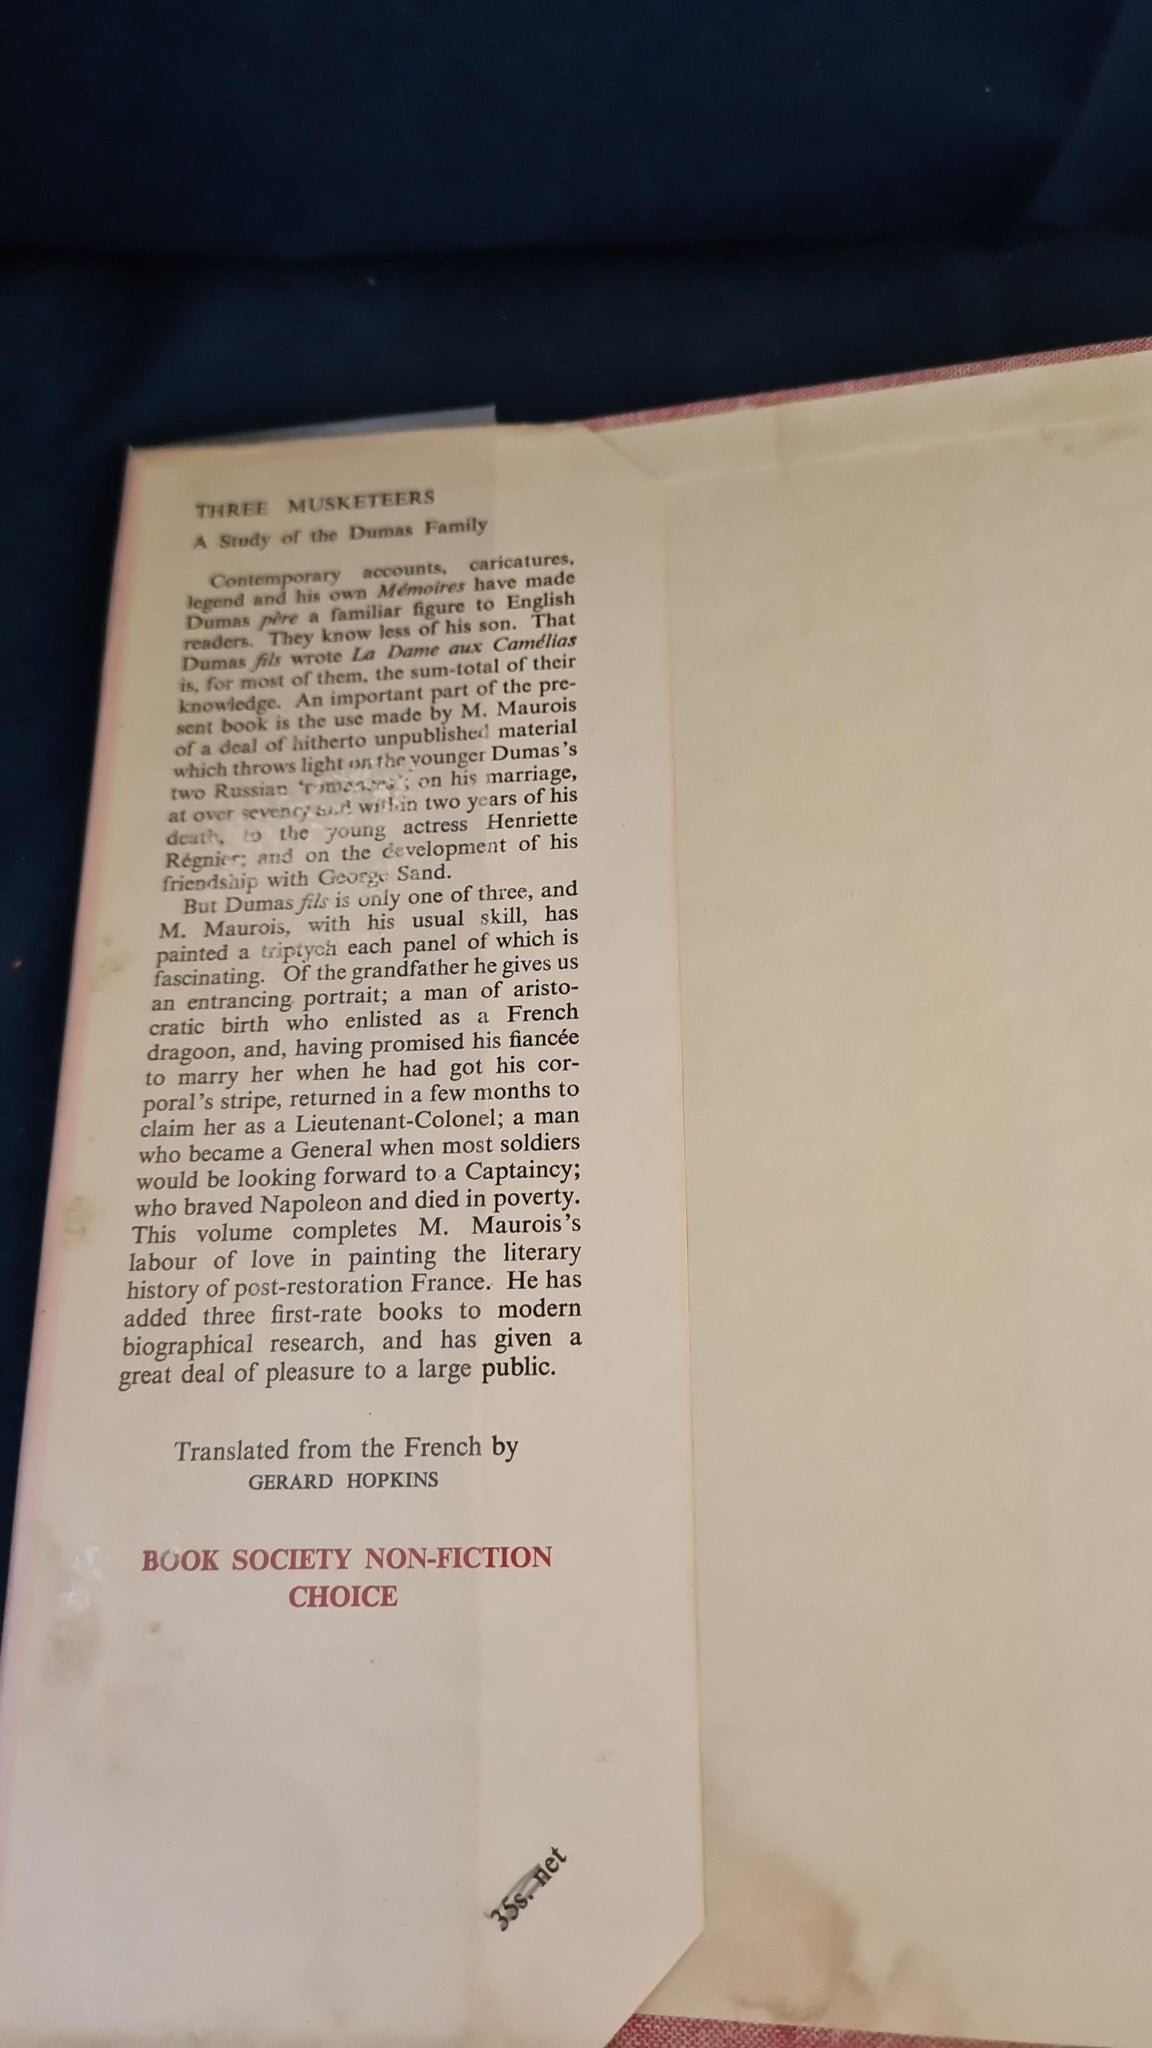 THREE MUSKETEERS
A Study of the Dumas Family
Contemporary accounts, caricatures,
legend and his own Mémoires have made
Dumas père a familiar figure to English
readers. They know less of his son. That
Dumas fils wrote La Dame aux Camélias
is, for most of them, the sum-total of their
knowledge. An important part of the pre-
sent book is the use made by M. Maurois
of a deal of hitherto unpublished material
which throws light on the younger Dumas's
two Russian on his marriage,
at over seventy and within two years of his
death, to the young actress Henriette
Régnier; and on the development of his
friendship with George Sand.
But Dumas fils is only one of three, and
M. Maurois, with his usual skill, has
painted a triptych each panel of which is
fascinating. Of the grandfather he gives us
an entrancing portrait; a man of aristo-
cratic birth who enlisted as a French
dragoon, and, having promised his fiancée
to marry her when he had got his cor-
poral's stripe, returned in a few months to
claim her as a Lieutenant-Colonel; a man
who became a General when most soldiers
would be looking forward to a Captaincy;
who braved Napoleon and died in poverty.
This volume completes M. Maurois's
labour of love in painting the literary
history of post-restoration France. He has
added three first-rate books to modern
biographical research, and has given a
great deal of pleasure to a large public.
Translated from the French by
GERARD HOPKINS
BOOK SOCIETY NON-FICTION
CHOICE
35s. net